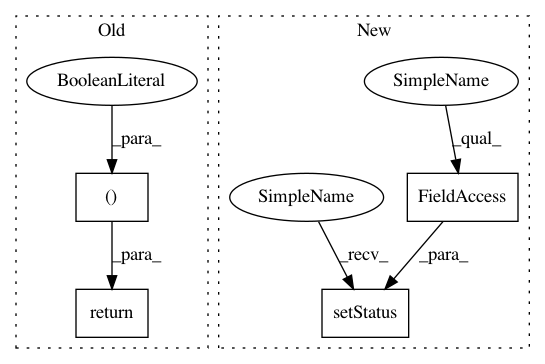 Old
New
BooleanLiteral
SimpleName
_para_
_qual_
()
SimpleName
FieldAccess
_para_
_recv_
_para_
return
setStatus